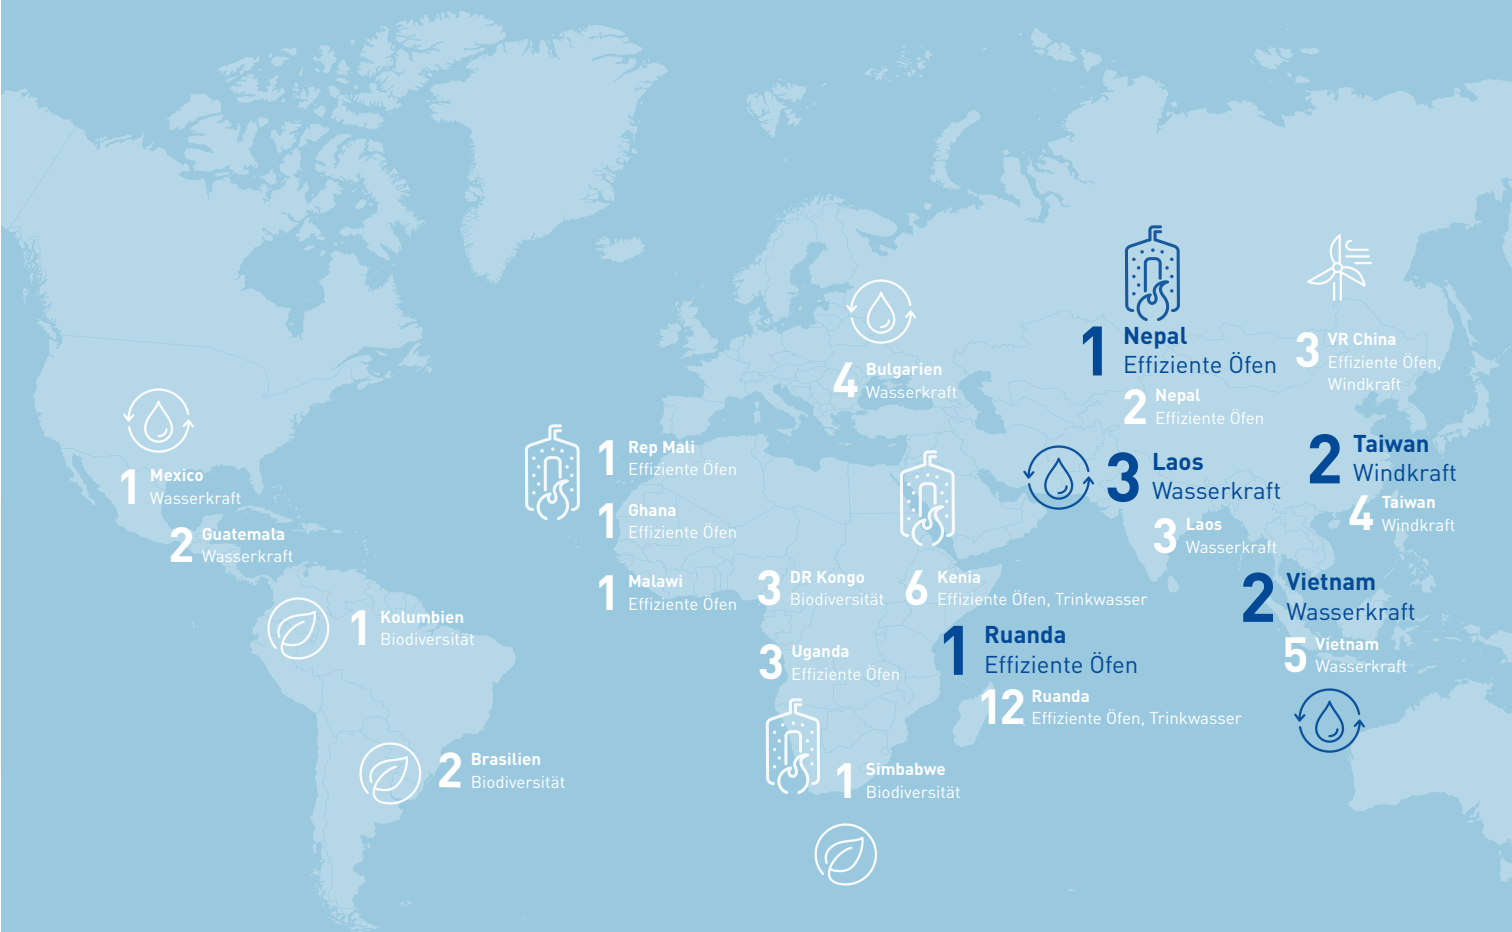 1 Nepal
Effiziente Öfen
2 Nepal
Effiziente Öfen
3 VR China
Effiziente Öfen,
Windkraft
4 Bulgarien
Wasserkraft
1 Mexico
Wasserkraft
2 Guatemala
Wasserkraft
1 Rep Mali
Effiziente Öfen
1 Ghana
Effiziente Öfen
1 Malawi
Effiziente Öfen
3 Laos
Wasserkraft
3 Laos
Wasserkraft
2 Taiwan
Windkraft
4 Taiwan
Windkraft
3 DR Kongo
Biodiversität
6 Kenia
Effiziente Öfen, Trinkwasser
2 Vietnam
Wasserkraft
5 Vietnam
Wasserkraft
1 Kolumbien
Biodiversität
3 Uganda
Effiziente Öfen
1 Ruanda
Effiziente Öfen
12 Ruanda
Effiziente Öfen, Trinkwasser
2 Brasilien
Biodiversität
1 Simbabwe
Biodiversität